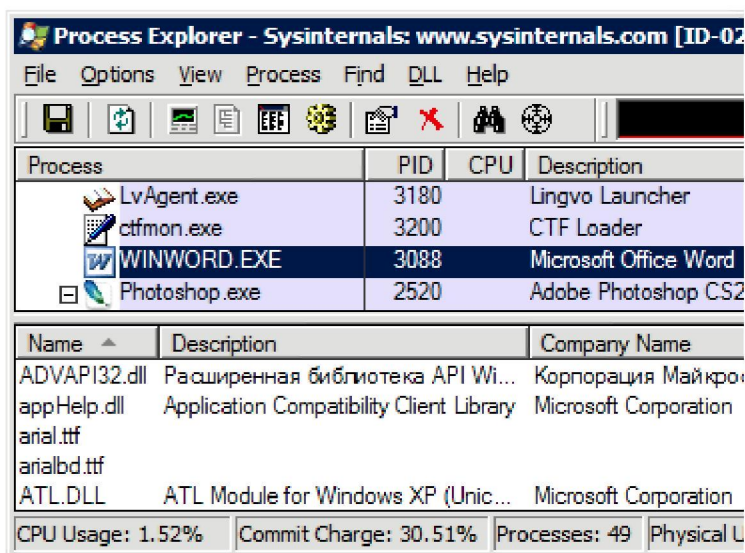 Process Explorer - Sysinternals: www.sysinternals.com [ID-02
File Options View Process Find DLL Help
Process PID CPU Description
LvAgent.exe 3180 Lingvo Launcher
ctfmon.exe 3200 CTF Loader
WINWORD.EXE 3088 Microsoft Office Word
Photoshop.exe 2520 Adobe Photoshop CS2
Name Description Company Name
ADVAPI32.dll Расширенная библиотека API Wi... Корпорация Майкрос
appHelp.dll Application Compatibility Client Library Microsoft Corporation
arial.ttf
arialbd.ttf
ATL.DLL ATL Module for Windows XP (Unic... Microsoft Corporation
CPU Usage: 1.52% Commit Charge: 30.51% Processes: 49 Physical U